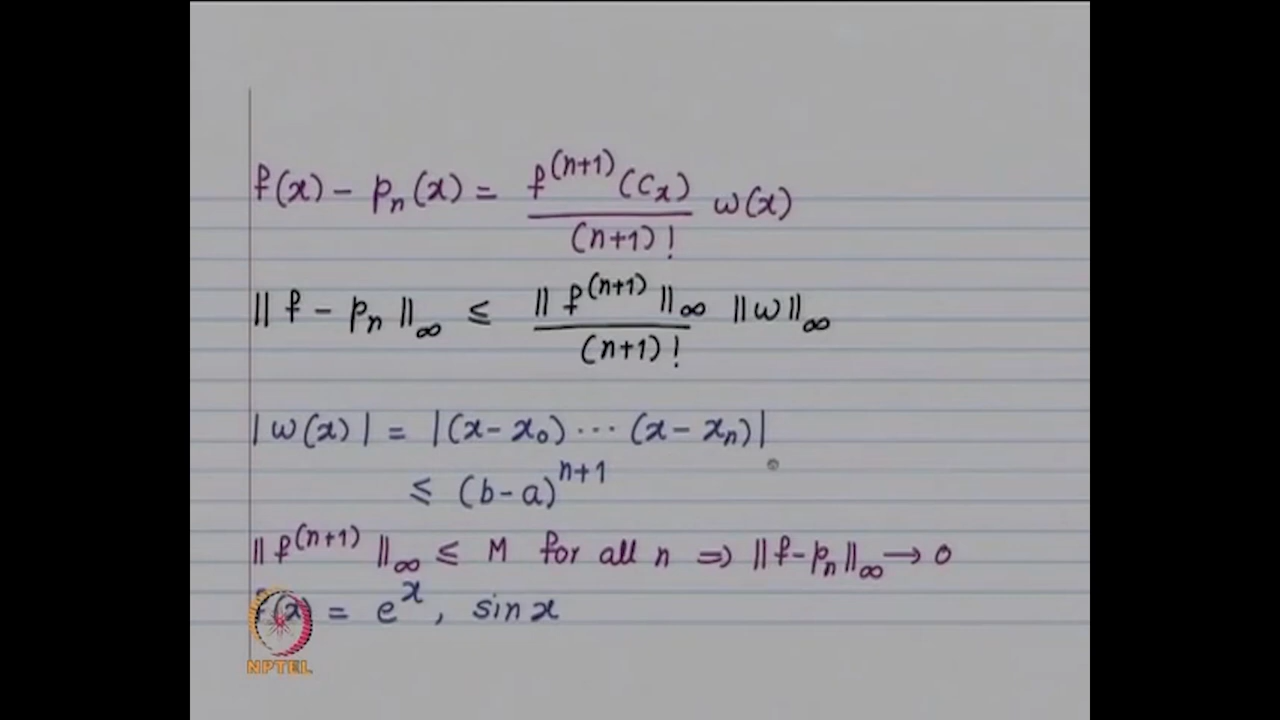 f(x) - pₙ(x) = f⁽ⁿ⁺¹⁾(cₓ) / (n+1)! w(x)
‖ f - pₙ ‖∞ ≤ ‖ f⁽ⁿ⁺¹⁾ ‖∞ / (n+1)! ‖w‖∞
|w(x)| = |(x-x₀) ⋯ (x-xₙ)|
≤ (b-a)ⁿ⁺¹
‖ f⁽ⁿ⁺¹⁾ ‖∞ ≤ M for all n ⇒ ‖f-pₙ‖∞ → 0
f(x) = eˣ, sin x
NPTEL